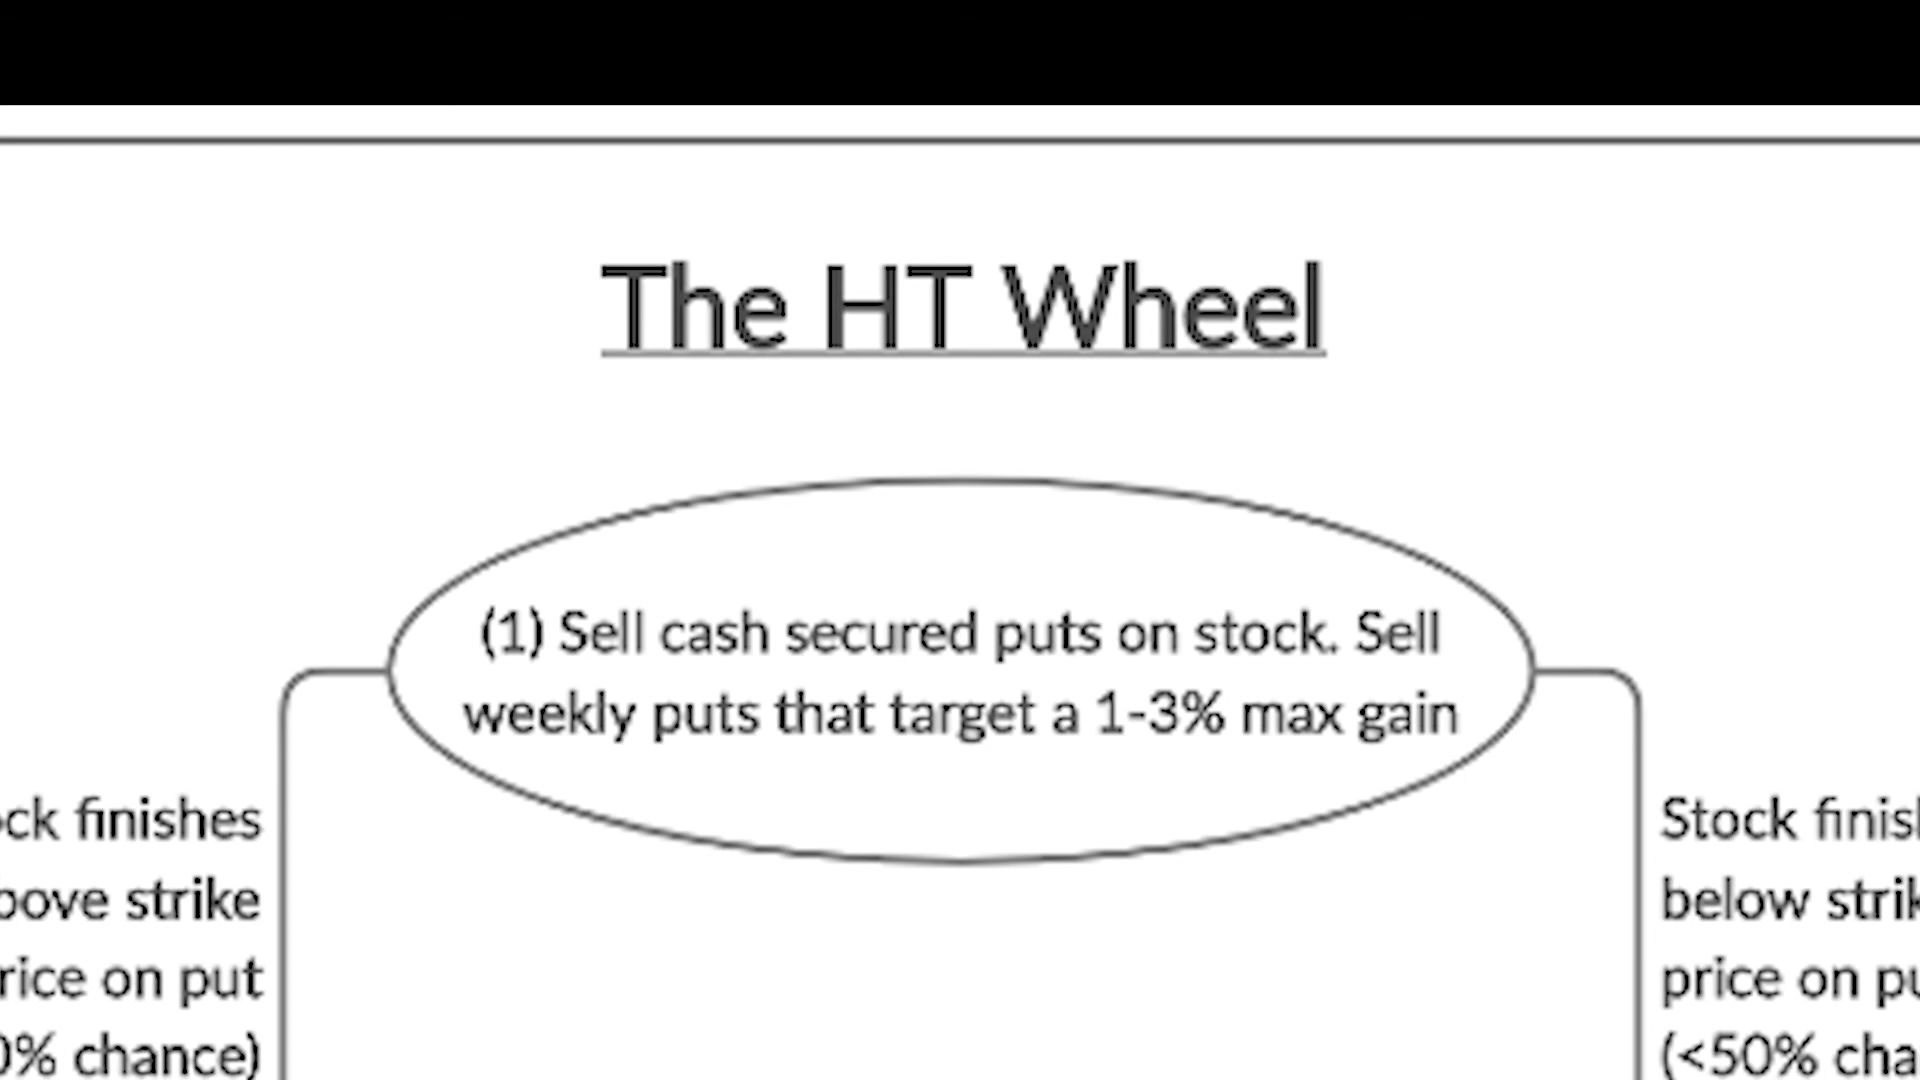 The HT Wheel
(1) Sell cash secured puts on stock. Sell
weekly puts that target a 1-3% max gain
finishes
strike
on put
chance)
Stock
below
price on
(<50%